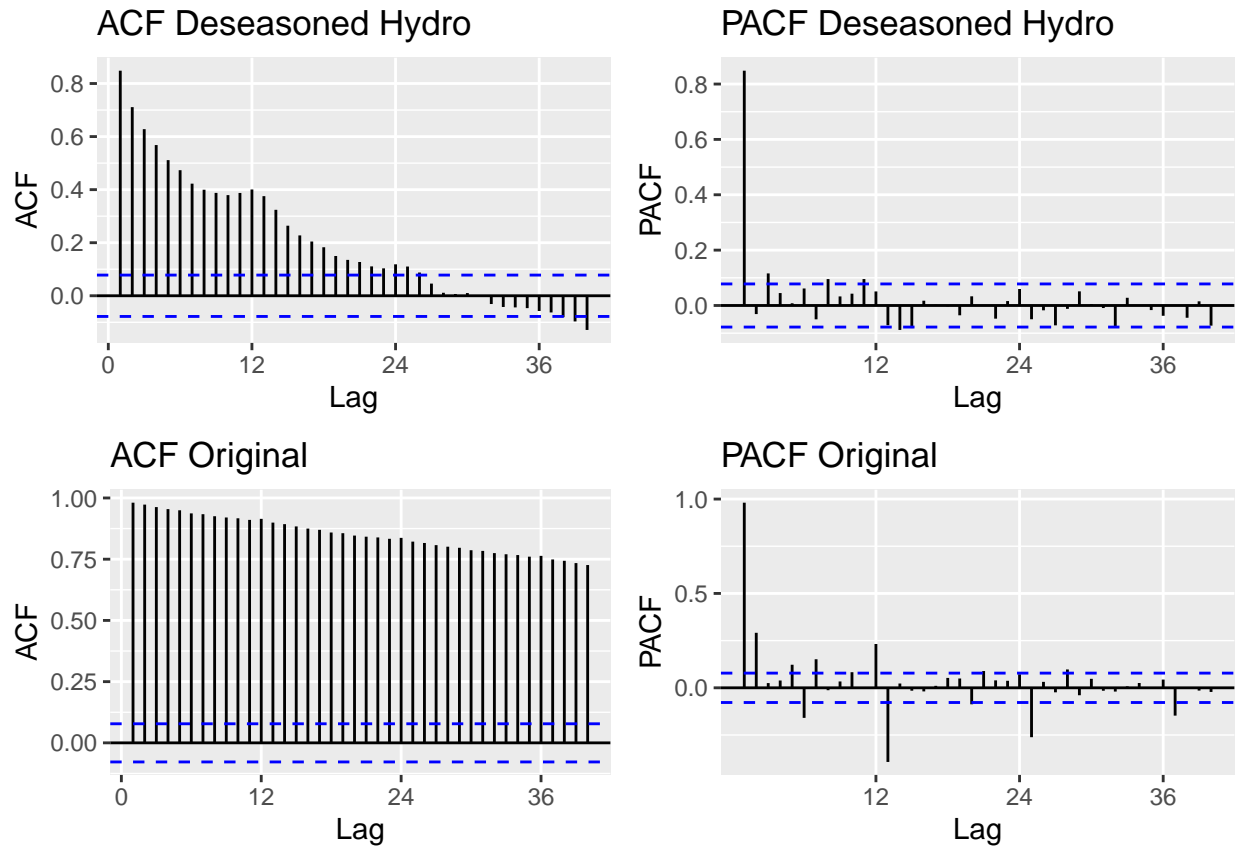 ACF Deseasoned Hydro
0.8
0.6
0.4
0.2
0.0
ACF
0
12
24
36
Lag
PACF Deseasoned Hydro
0.8
0.6
0.4
0.2
0.0
PACF
12
24
36
Lag
ACF Original
1.00
0.75
0.50
0.25
0.00
ACF
0
12
24
36
Lag
PACF Original
1.0
0.5
0.0
PACF
12
24
36
Lag